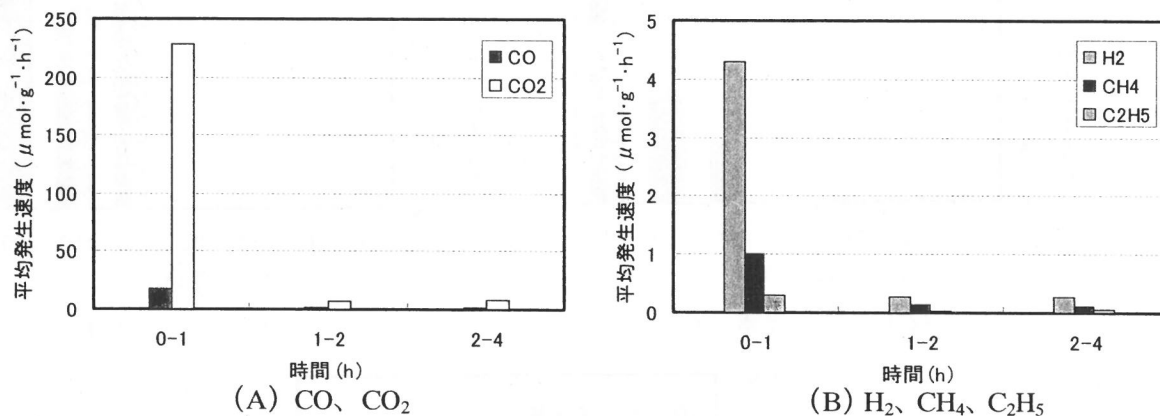 250
200
150
100
50
0
平均発生速度 (μmol·g⁻¹·h⁻¹)
CO
CO2
0-1
1-2
2-4
時間(h)
(A) CO、CO₂
5
4
3
2
1
0
平均発生速度 (μmol·g⁻¹·h⁻¹)
H2
CH4
C2H5
0-1
1-2
2-4
時間(h)
(B) H₂、CH₄、C₂H₅